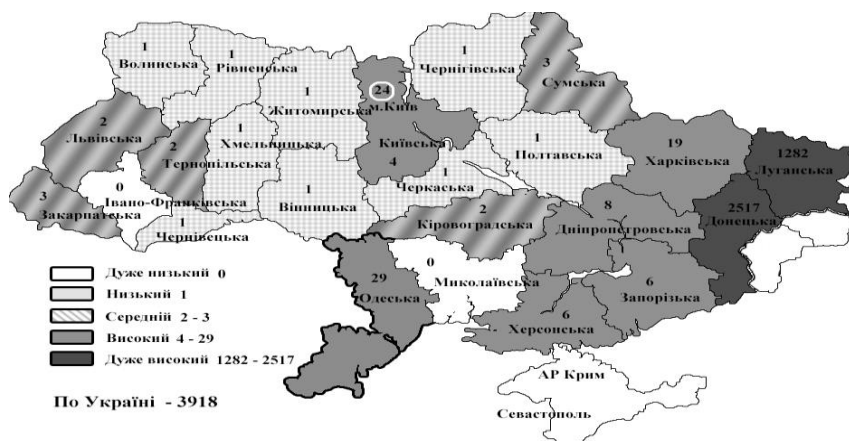 1
Волинська
1
Рівненська
1
Житомирська
24
м.Київ
Київська
4
1
Чернігівська
3
Сумська
2
Львівська
2
Тернопільська
1
Хмельницька
1
Полтавська
19
Харківська
1282
Луганська
0
Івано-Франківська
3
Закарпатська
1
Чернівецька
1
Вінницька
1
Черкаська
2
Кіровоградська
8
Дніпропетровська
2517
Донецька
29
Одеська
0
Миколаївська
6
Херсонська
6
Запорізька
АР Крим
Севастополь
Дуже низький 0
Низький 1
Середній 2 - 3
Високий 4 - 29
Дуже високий 1282 - 2517
По Україні - 3918